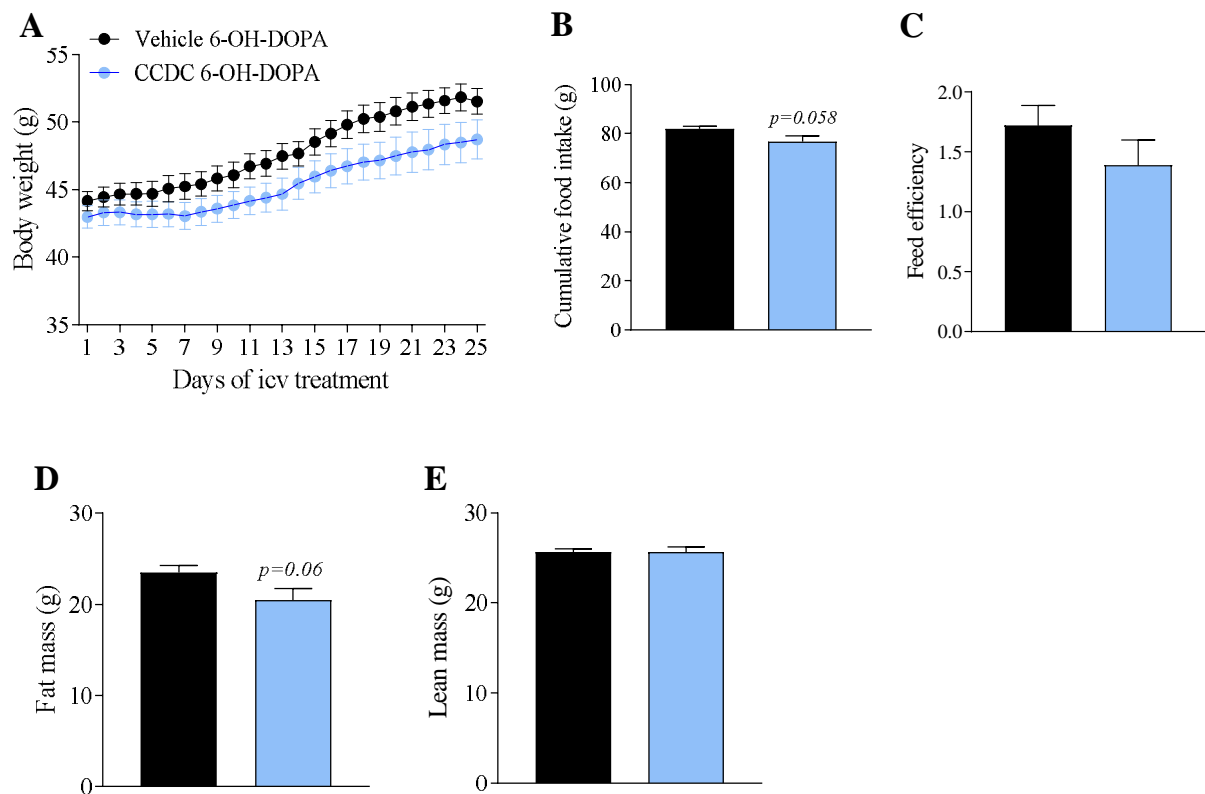 A
Vehicle 6-OH-DOPA
CCDC 6-OH-DOPA
55
50
45
40
35
Body weight (g)
1 3 5 7 9 11 13 15 17 19 21 23 25
Days of icv treatment
B
100
80
60
40
20
0
Cumulative food intake (g)
p=0.058
C
2.0
1.5
1.0
0.5
0.0
Feed efficiency
D
30
20
10
0
Fat mass (g)
p=0.06
E
30
20
10
0
Lean mass (g)